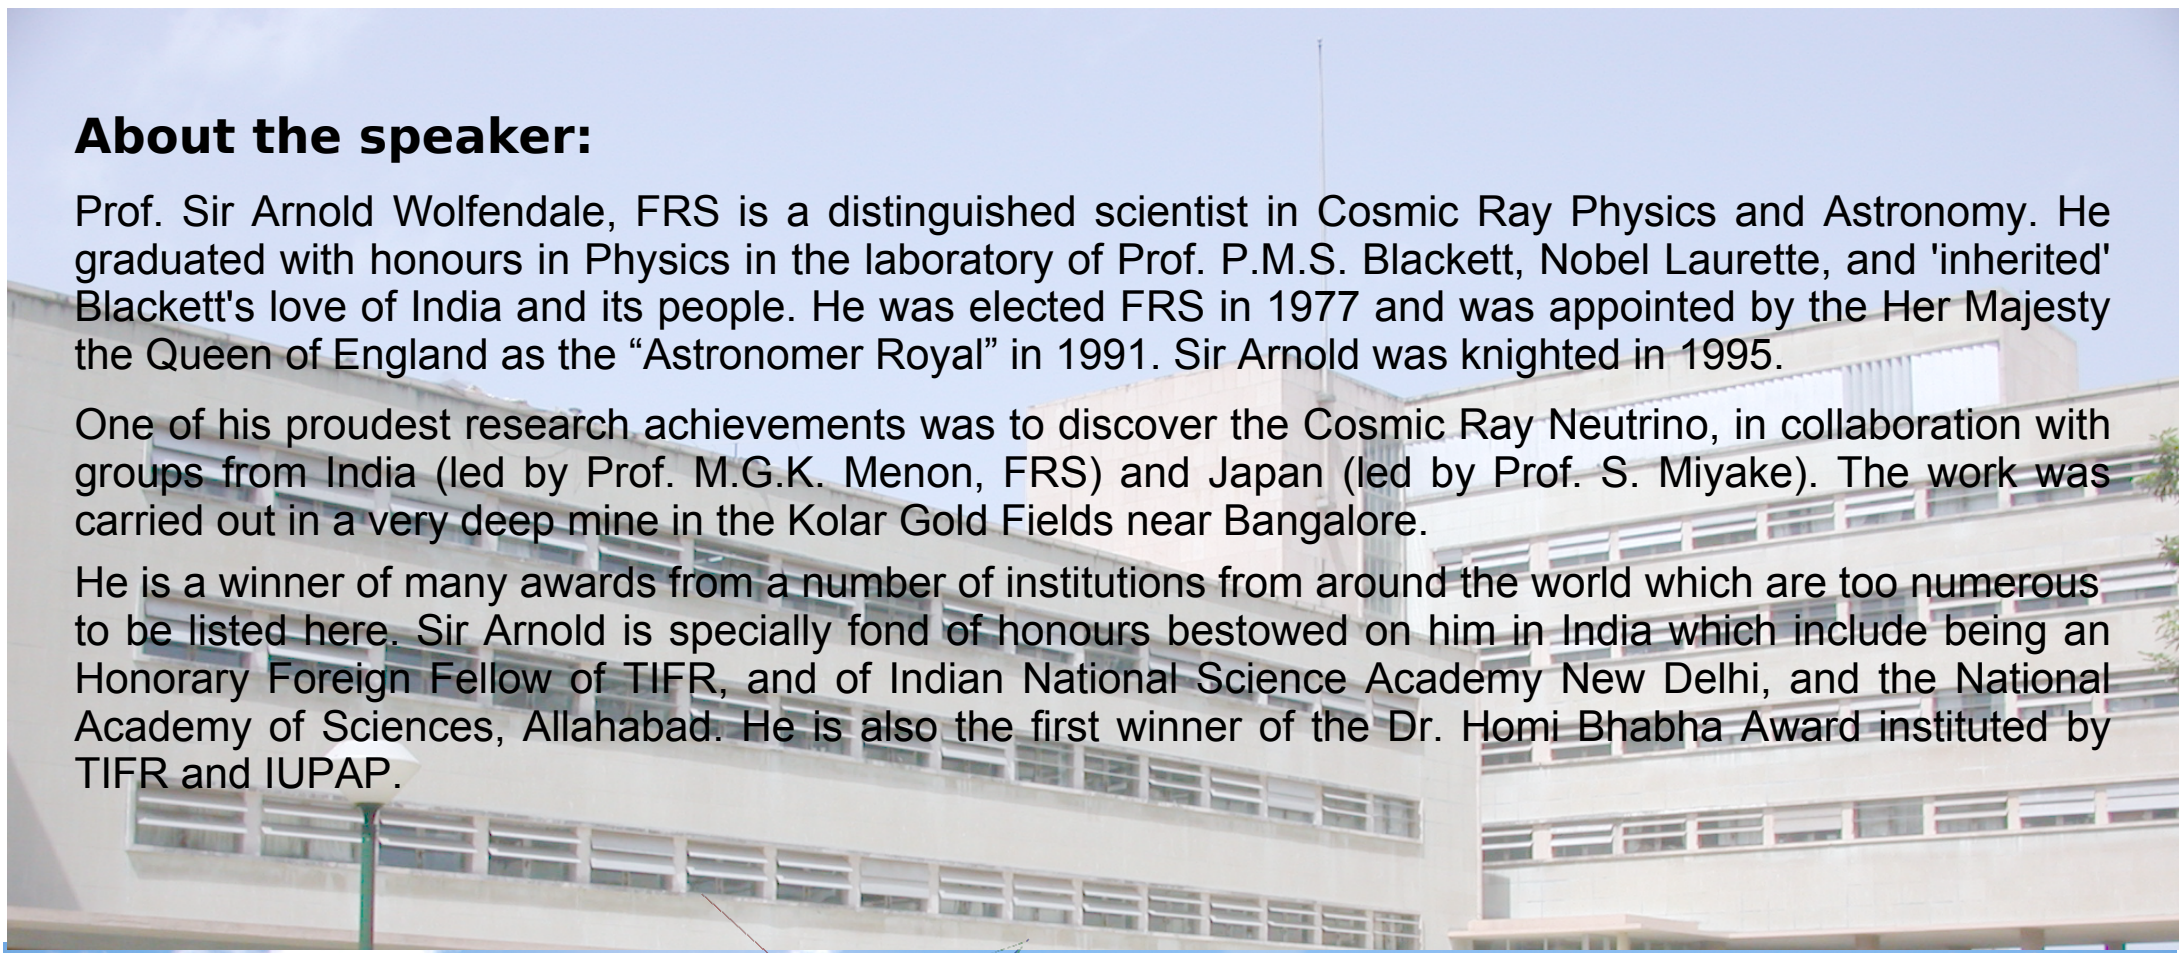 About the speaker:
Prof. Sir Arnold Wolfendale, FRS is a distinguished scientist in Cosmic Ray Physics and Astronomy. He
graduated with honours in Physics in the laboratory of Prof. P.M.S. Blackett, Nobel Laurette, and 'inherited'
Blackett's love of India and its people. He was elected FRS in 1977 and was appointed by the Her Majesty
the Queen of England as the “Astronomer Royal” in 1991. Sir Arnold was knighted in 1995.
One of his proudest research achievements was to discover the Cosmic Ray Neutrino, in collaboration with
groups from India (led by Prof. M.G.K. Menon, FRS) and Japan (led by Prof. S. Miyake). The work was
carried out in a very deep mine in the Kolar Gold Fields near Bangalore.
He is a winner of many awards from a number of institutions from around the world which are too numerous
to be listed here. Sir Arnold is specially fond of honours bestowed on him in India which include being an
Honorary Foreign Fellow of TIFR, and of Indian National Science Academy New Delhi, and the National
Academy of Sciences, Allahabad. He is also the first winner of the Dr. Homi Bhabha Award instituted by
TIFR and IUPAP.